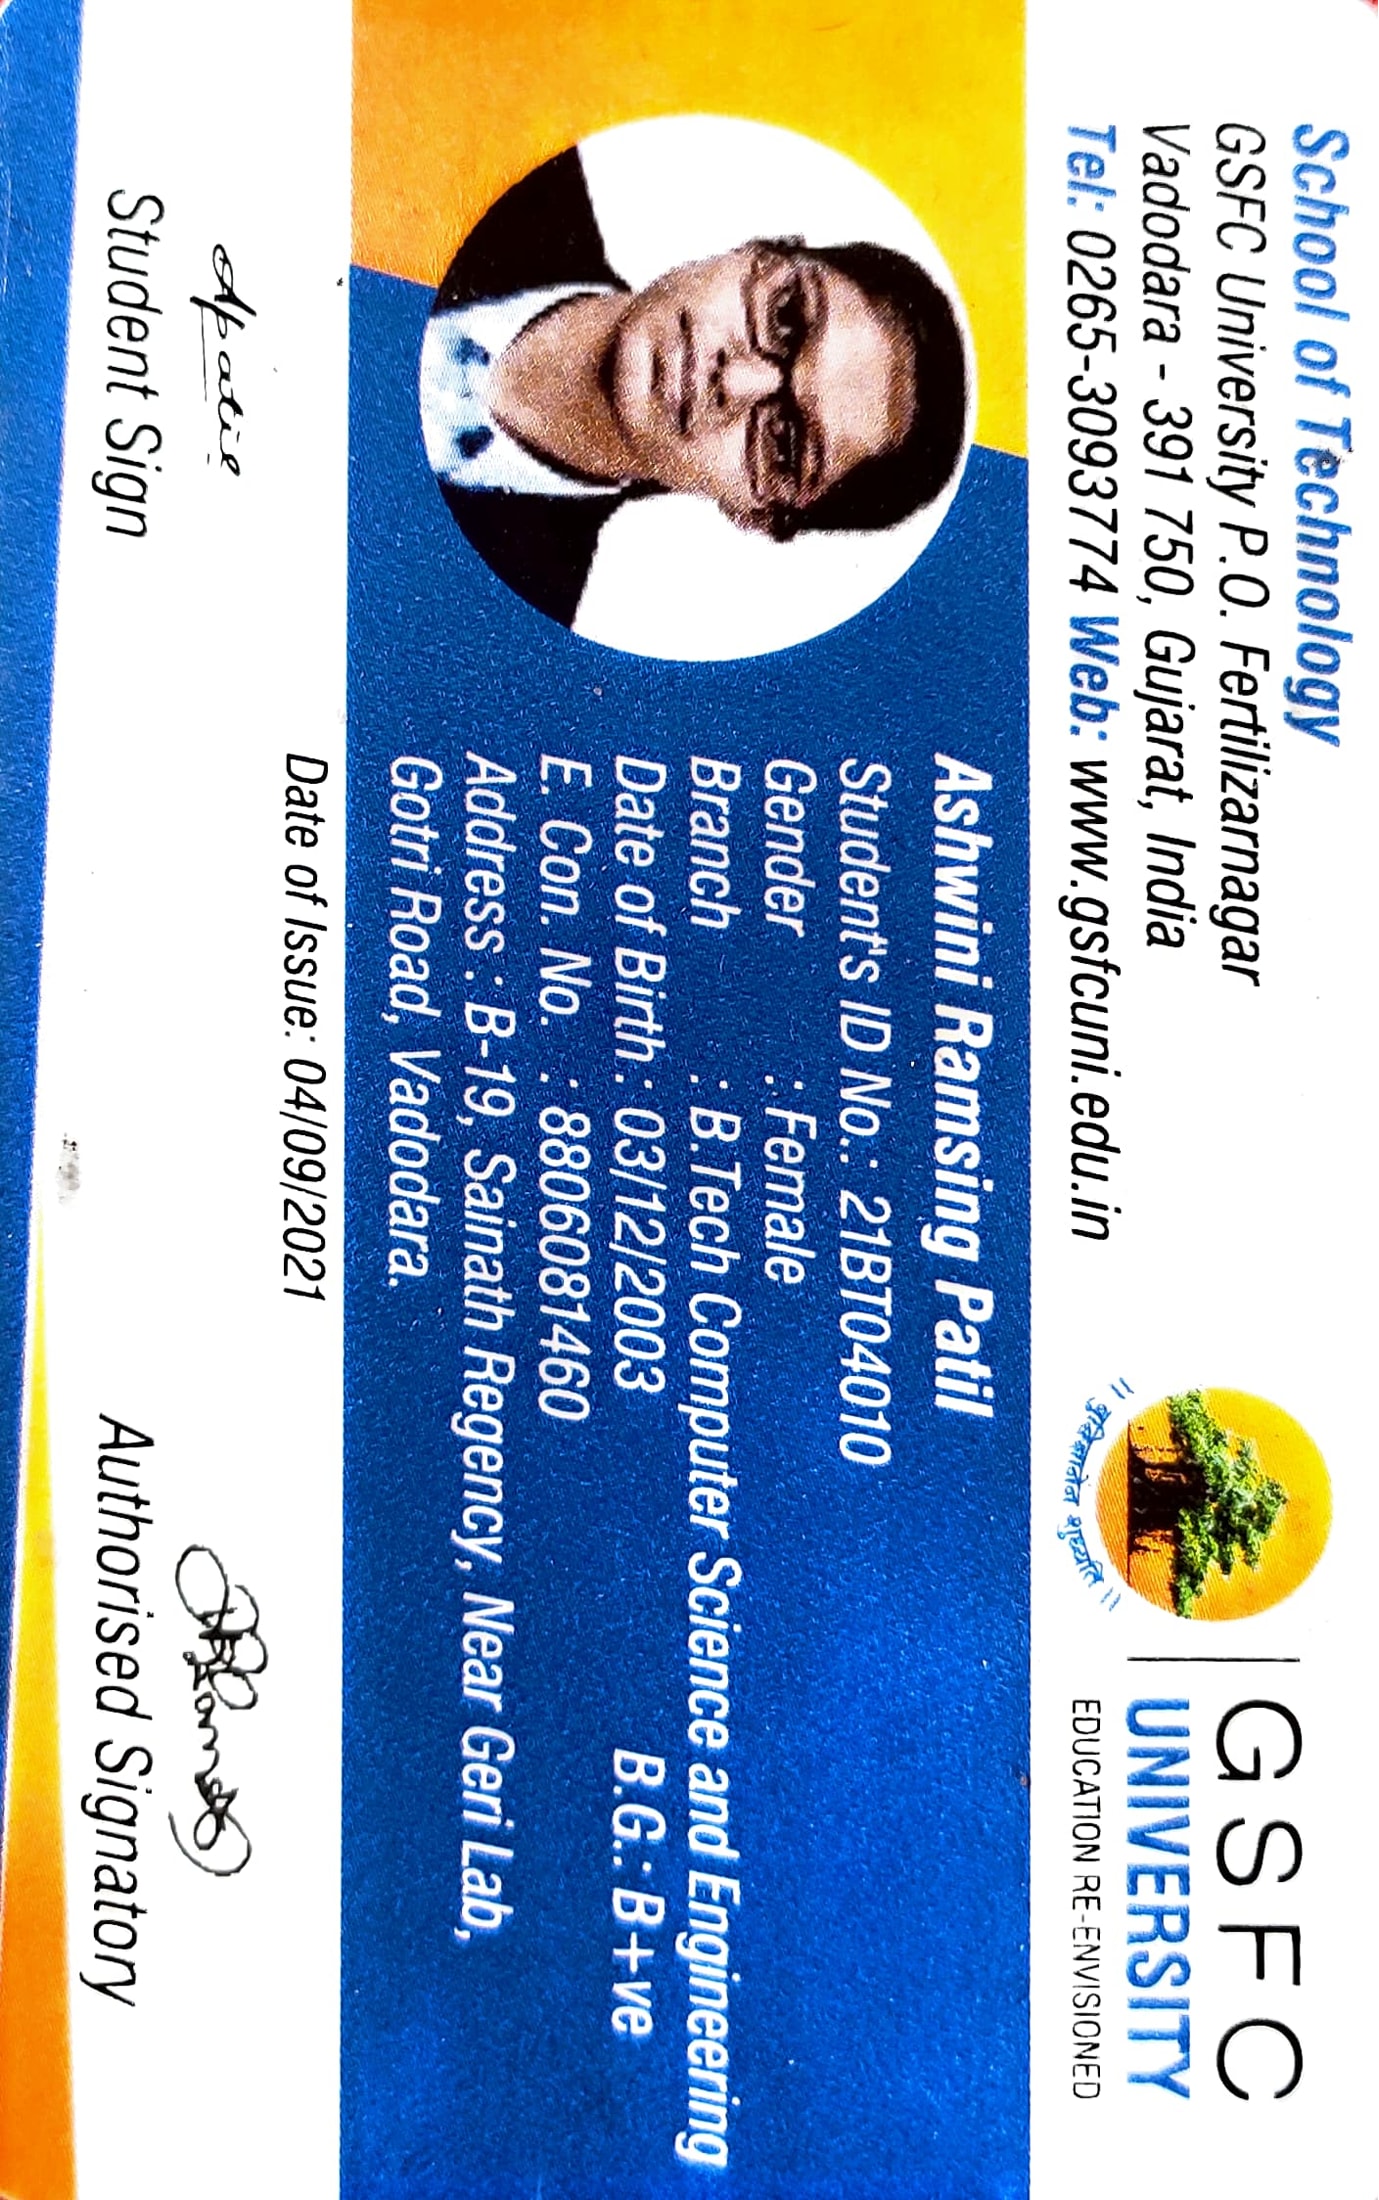 School of Technology
GSFC University P.O. Fertilizarnagar
Vadodara - 391 750, Gujarat, India
Tel: 0265-3093774 Web: www.gsfcuni.edu.in
GSFC
UNIVERSITY
EDUCATION RE-ENVISIONED
Ashwini Ramsing Patil
Student's ID No.: 21BT04010
Gender : Female
Branch : B.Tech Computer Science and Engineering
Date of Birth : 03/12/2003 B.G.: B+ve
E. Con. No. : 8806081460
Address : B-19, Sainath Regency, Near Geri Lab,
Gotri Road, Vadodara.
Date of Issue: 04/09/2021
Apatil
Student Sign
Authorised Signatory